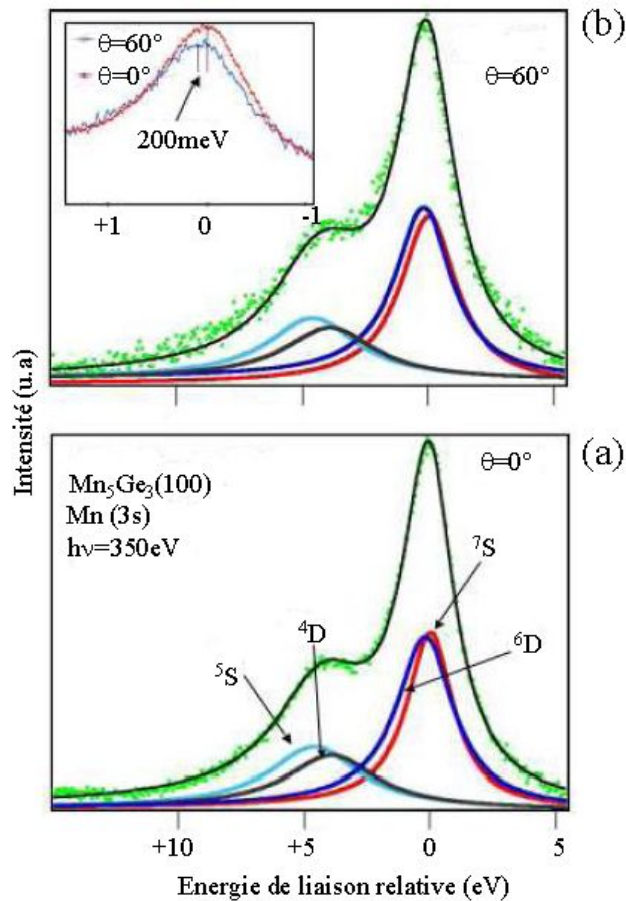 (b)
θ=60°
θ=0°
200meV
+1 0 -1
θ=60°
Intensité (u.a)
(a)
θ=0°
Mn₅Ge₃(100)
Mn (3s)
hν=350eV
⁷S
⁴D
⁶D
⁵S
+10 +5 0 5
Energie de liaison relative (eV)